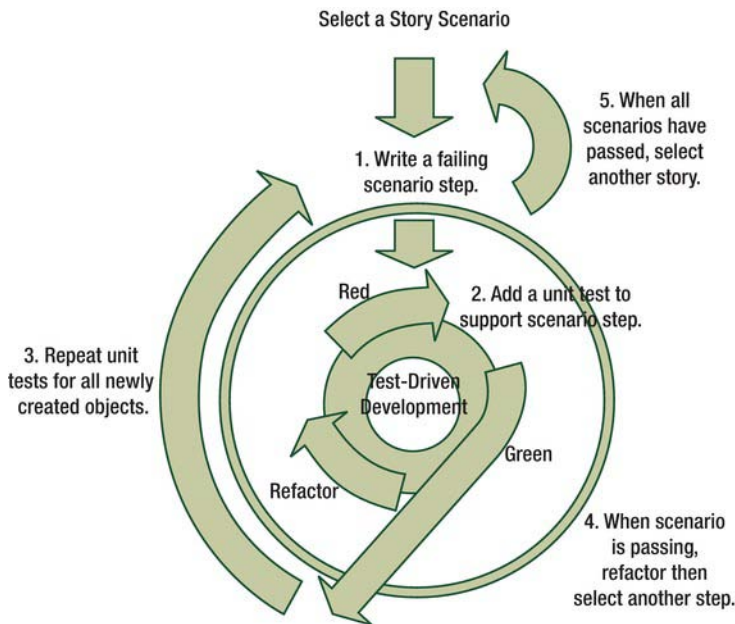 Select a Story Scenario
5. When all
scenarios have
passed, select
another story.
1. Write a failing
scenario step.
Red
2. Add a unit test to
support scenario step.
3. Repeat unit
tests for all newly
created objects.
Test-Driven
Development
Green
Refactor
4. When scenario
is passing,
refactor then
select another step.